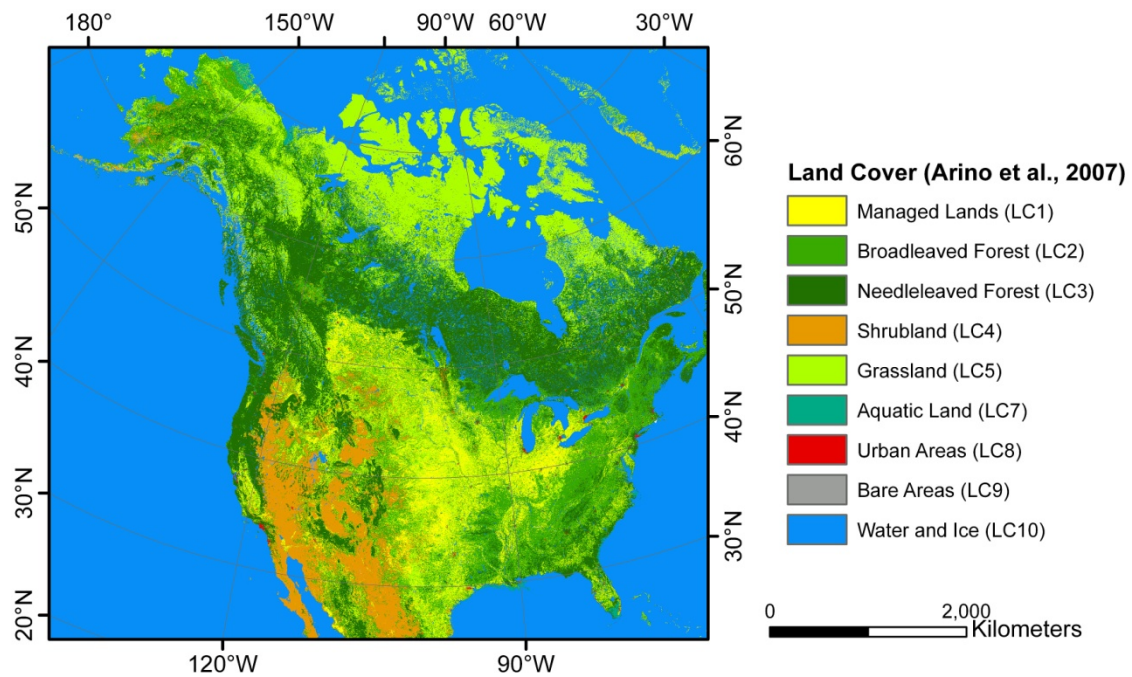 180° 150°W 90°W 60°W 30°W
60°N
50°N
40°N
30°N
20°N
50°N
40°N
30°N
120°W 90°W
Land Cover (Arino et al., 2007)
Managed Lands (LC1)
Broadleaved Forest (LC2)
Needleleaved Forest (LC3)
Shrubland (LC4)
Grassland (LC5)
Aquatic Land (LC7)
Urban Areas (LC8)
Bare Areas (LC9)
Water and Ice (LC10)
0 2,000
Kilometers